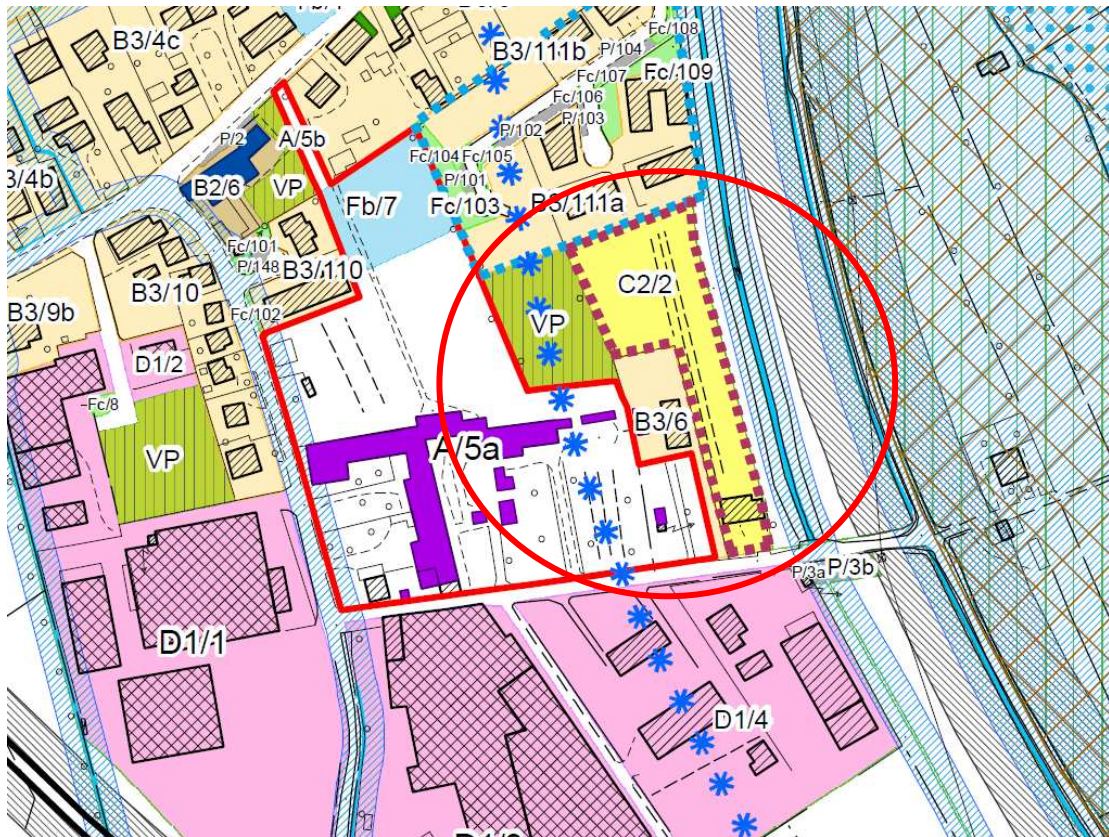 B3/4c
B3/111b
Fc/108
P/104
Fc/107
Fc/109
Fc/106
P/103
P/102
P/2
A/5b
Fc/104
Fc/105
B3/4b
B2/6
VP
P/101
Fb/7
Fc/103
B3/111a
Fc/101
P/148
B3/110
C2/2
B3/10
Fc/102
B3/9b
VP
D1/2
Fc/8
B3/6
A/5a
VP
P/3a
P/3b
D1/1
D1/4